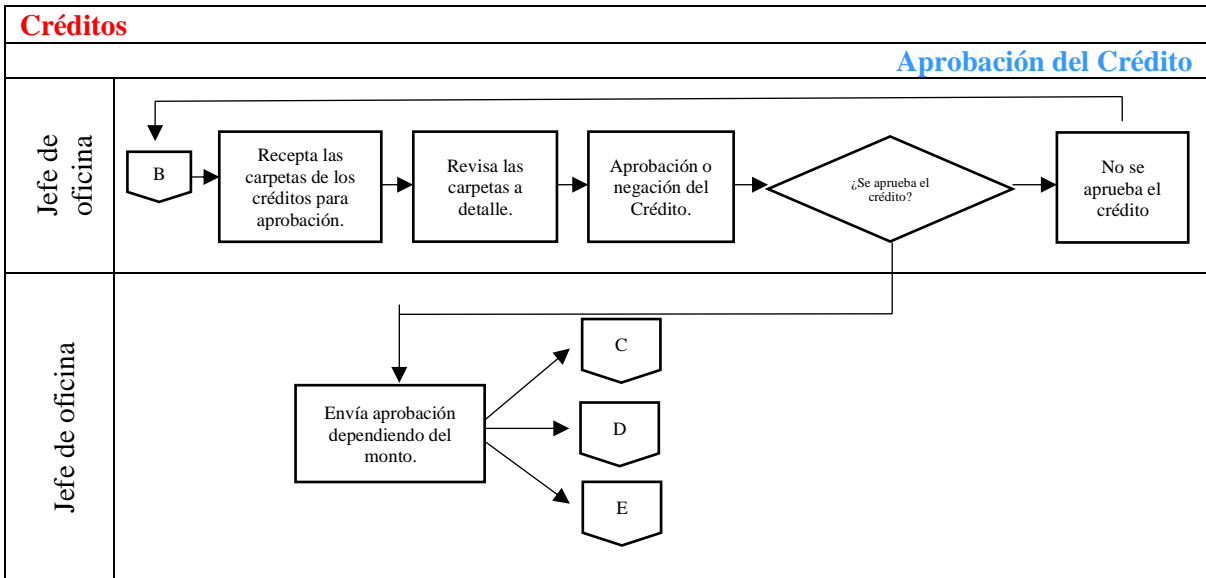 Créditos
Aprobación del Crédito
Jefe de
oficina
B
Recepta las
carpetas de los
créditos para
aprobación.
Revisa las
carpetas a
detalle.
Aprobación o
negación del
Crédito.
¿Se aprueba el
crédito?
No se
aprueba el
crédito
Jefe de oficina
Envía aprobación
dependiendo del
monto.
C
D
E